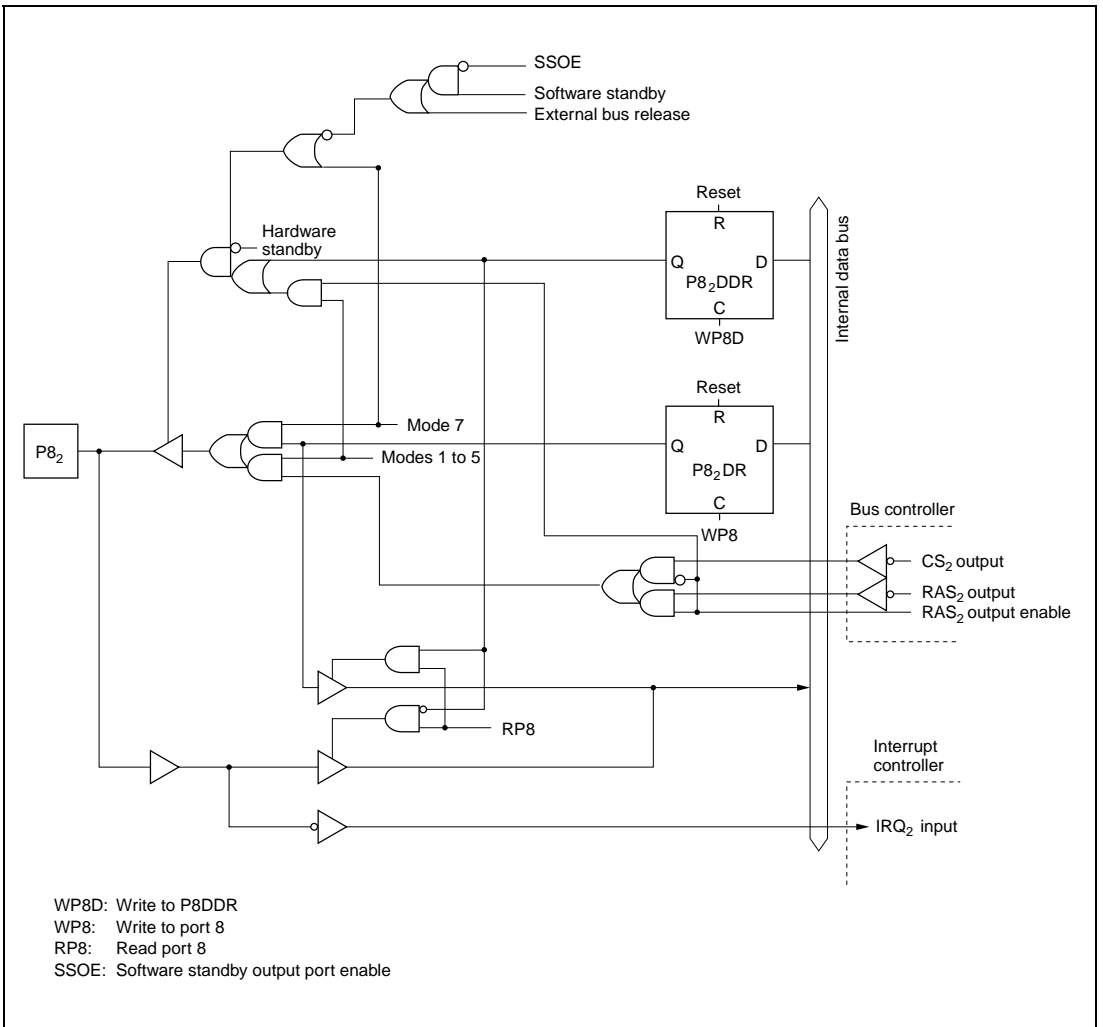 SSOE
Software standby
External bus release
Hardware
standby
Reset
R
Q
D
P8₂DDR
C
WP8D
Internal data bus
Reset
R
Mode 7
Q
D
P8₂
Modes 1 to 5
P8₂DR
C
WP8
Bus controller
CS₂ output
RAS₂ output
RAS₂ output enable
RP8
Interrupt
controller
IRQ₂ input
WP8D: Write to P8DDR
WP8: Write to port 8
RP8: Read port 8
SSOE: Software standby output port enable